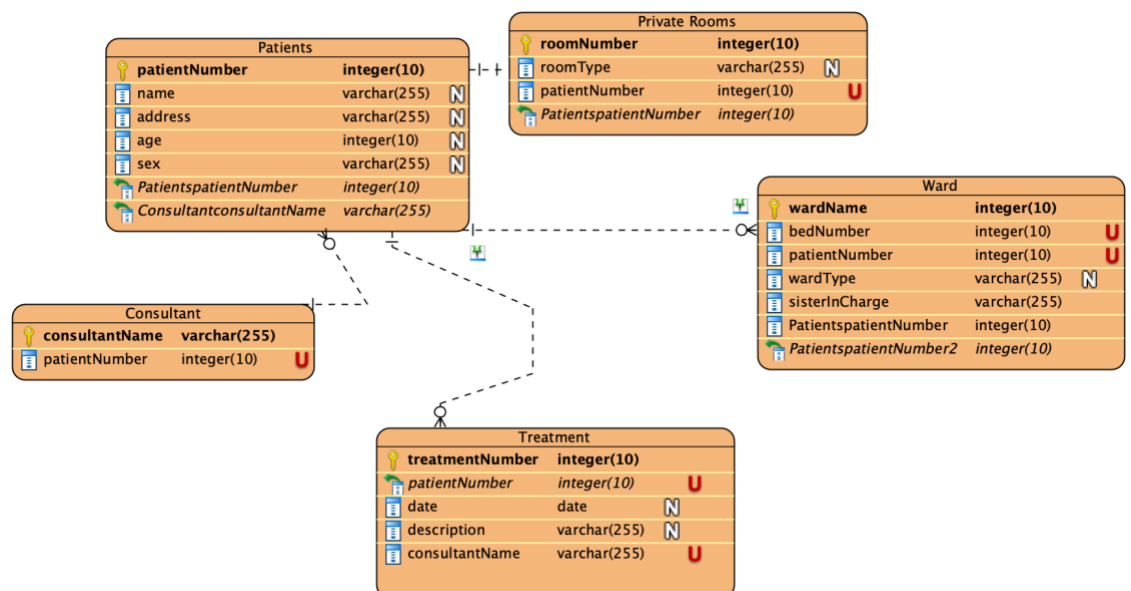 Patients
patientNumber integer(10)
name varchar(255) N
address varchar(255) N
age integer(10) N
sex varchar(255) N
PatientspatientNumber integer(10)
ConsultantconsultantName varchar(255)
Private Rooms
roomNumber integer(10)
roomType varchar(255) N
patientNumber integer(10) U
PatientspatientNumber integer(10)
Ward
wardName integer(10)
bedNumber integer(10) U
patientNumber integer(10) U
wardType varchar(255) N
sisterInCharge varchar(255)
PatientspatientNumber integer(10)
PatientspatientNumber2 integer(10)
Consultant
consultantName varchar(255)
patientNumber integer(10) U
Treatment
treatmentNumber integer(10)
patientNumber integer(10) U
date date N
description varchar(255) N
consultantName varchar(255) U